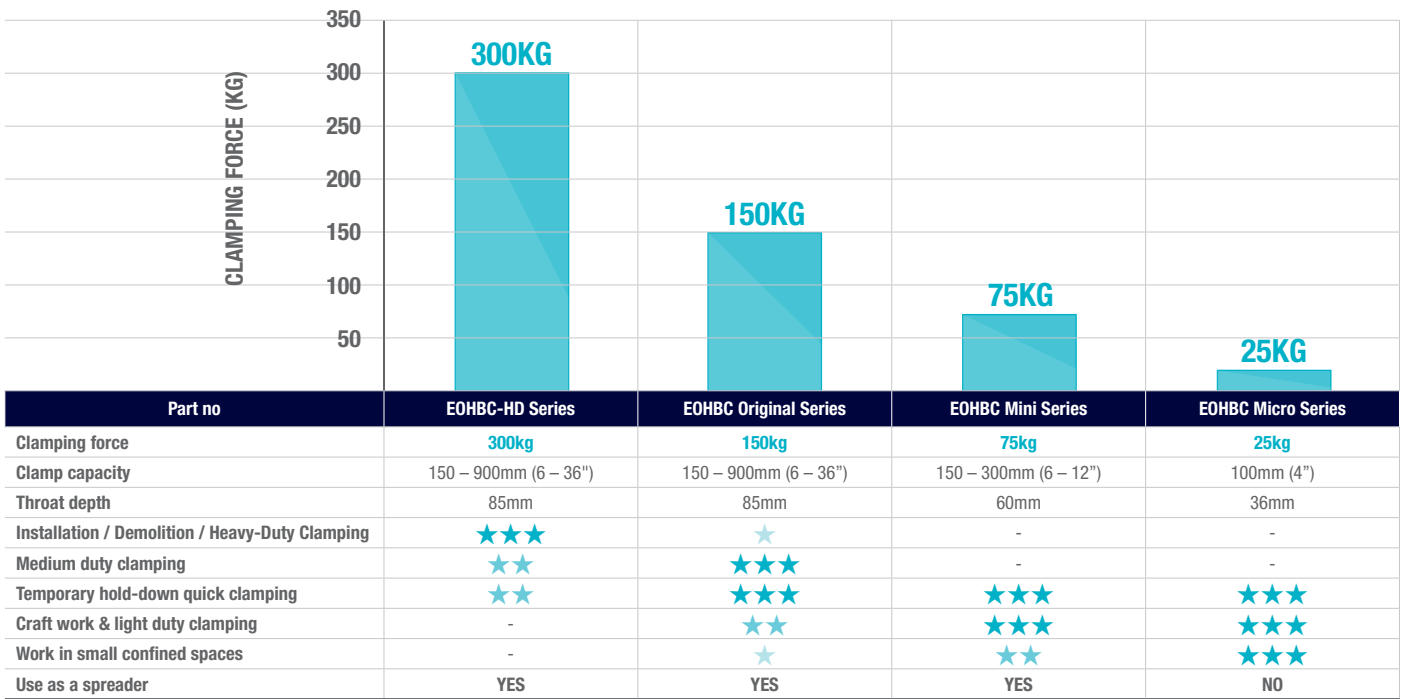 350
300
250
200
150
100
50
CLAMPING FORCE (KG)
300KG
150KG
75KG
25KG
Part no EOHBC-HD Series EOHBC Original Series EOHBC Mini Series EOHBC Micro Series
Clamping force 300kg 150kg 75kg 25kg
Clamp capacity 150 – 900mm (6 – 36") 150 – 900mm (6 – 36”) 150 – 300mm (6 – 12”) 100mm (4”)
Throat depth 85mm 85mm 60mm 36mm
Installation / Demolition / Heavy-Duty Clamping ★★★ ★ - -
Medium duty clamping ★★ ★★★ - -
Temporary hold-down quick clamping ★★ ★★★ ★★★ ★★★
Craft work & light duty clamping - ★★ ★★★ ★★★
Work in small confined spaces - ★ ★★ ★★★
Use as a spreader YES YES YES NO